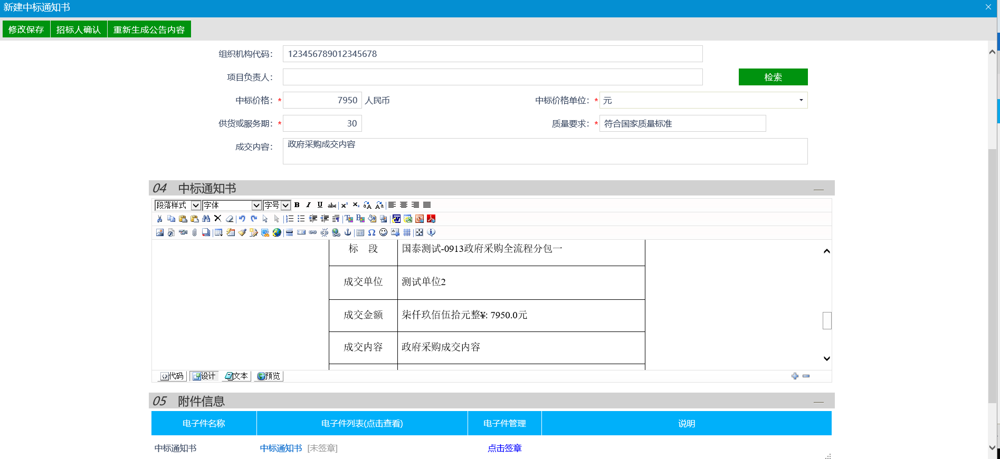 新建中标通知书
修改保存 招标人确认 重新生成公告内容
组织机构代码： 123456789012345678
项目负责人： 检索
中标价格：* 7950 人民币 中标价格单位：* 元
供货或服务期：* 30 质量要求：* 符合国家质量标准
成交内容： 政府采购成交内容
04 中标通知书
段落样式 字体 字号 B I U abc x² x₂ aA Aa
标 段 国泰测试-0913政府采购全流程分包一
成交单位 测试单位2
成交金额 柒仟玖佰伍拾元整¥: 7950.0元
成交内容 政府采购成交内容
代码 设计 文本 预览
05 附件信息
电子件名称 电子件列表(点击查看) 电子件管理 说明
中标通知书 中标通知书 [未签章] 点击签章